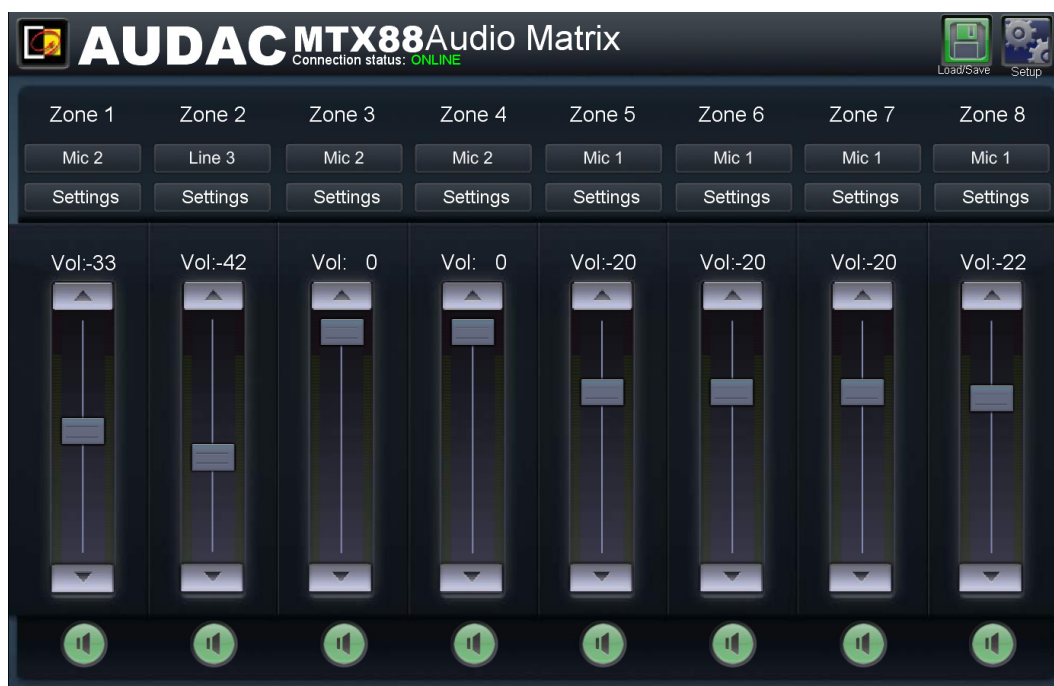 AUDAC MTX88 Audio Matrix
Connection status: ONLINE
Load/Save Setup
Zone 1 Zone 2 Zone 3 Zone 4 Zone 5 Zone 6 Zone 7 Zone 8
Mic 2 Line 3 Mic 2 Mic 2 Mic 1 Mic 1 Mic 1 Mic 1
Settings Settings Settings Settings Settings Settings Settings Settings
Vol:-33 Vol:-42 Vol: 0 Vol: 0 Vol:-20 Vol:-20 Vol:-20 Vol:-22